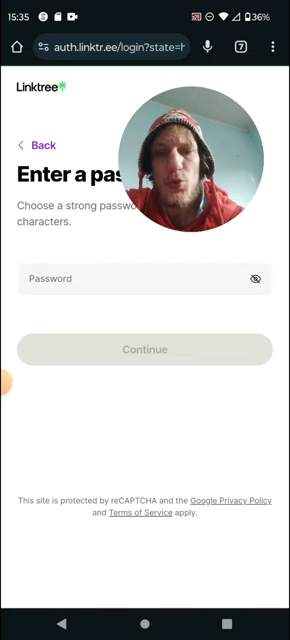 15:35
36%
auth.linktr.ee/login?state=h
7
Linktree
Back
Enter a pas
Choose a strong passwo
characters.
Password
Continue
This site is protected by reCAPTCHA and the Google Privacy Policy
and Terms of Service apply.